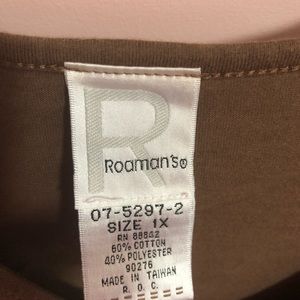 R
Roaman's®
07-5297-2
SIZE 1X
RN 88842
60% COTTON
40% POLYESTER
90276
MADE IN TAIWAN
R. O. C.